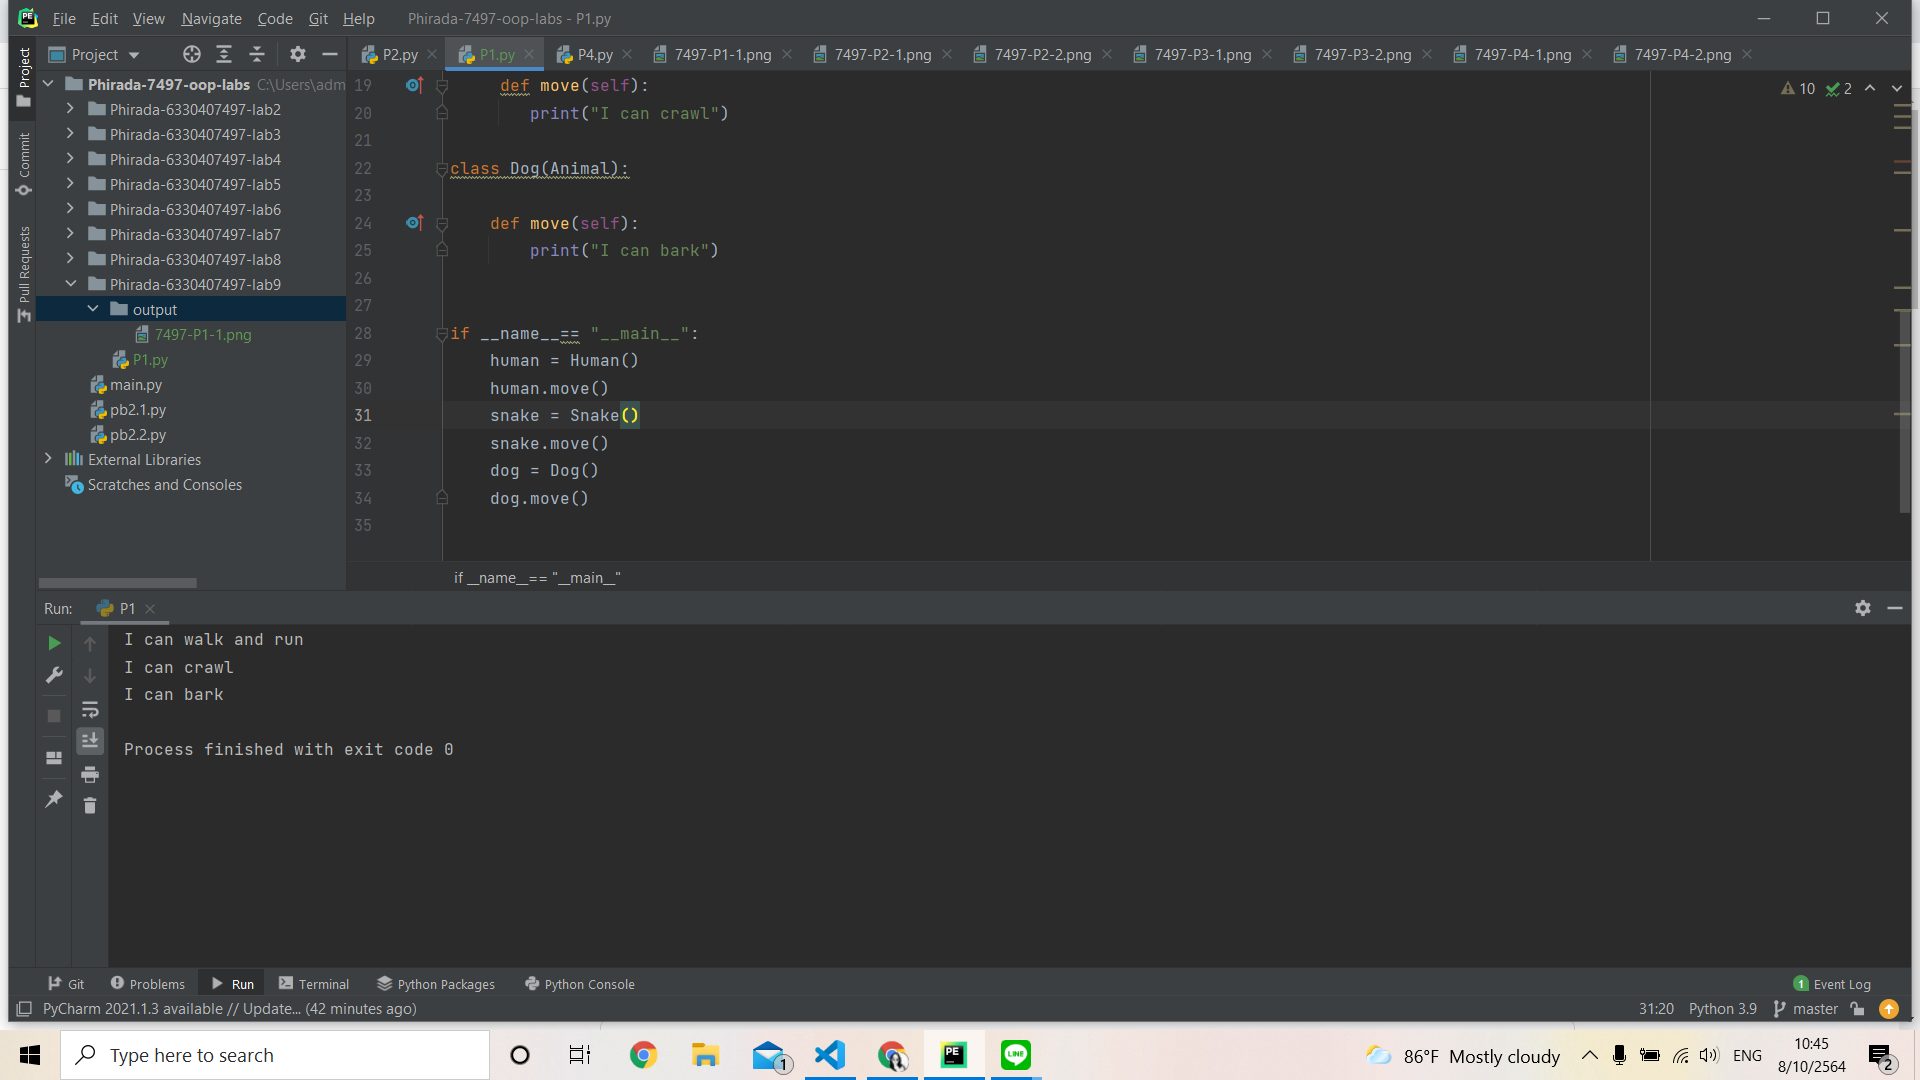 File Edit View Navigate Code Git Help Phirada-7497-oop-labs - P1.py
Project
P2.py P1.py P4.py 7497-P1-1.png 7497-P2-1.png 7497-P2-2.png 7497-P3-1.png 7497-P3-2.png 7497-P4-1.png 7497-P4-2.png
Project
Commit
Pull Requests
Phirada-7497-oop-labs C:\Users\adm
Phirada-6330407497-lab2
Phirada-6330407497-lab3
Phirada-6330407497-lab4
Phirada-6330407497-lab5
Phirada-6330407497-lab6
Phirada-6330407497-lab7
Phirada-6330407497-lab8
Phirada-6330407497-lab9
output
7497-P1-1.png
P1.py
main.py
pb2.1.py
pb2.2.py
External Libraries
Scratches and Consoles
10 2
19 def move(self):
20 print("I can crawl")
21
22 class Dog(Animal):
23
24 def move(self):
25 print("I can bark")
26
27
28 if __name__== "__main__":
29 human = Human()
30 human.move()
31 snake = Snake()
32 snake.move()
33 dog = Dog()
34 dog.move()
35
if __name__== "__main__"
Run: P1
I can walk and run
I can crawl
I can bark
Process finished with exit code 0
Git Problems Run Terminal Python Packages Python Console 1 Event Log
PyCharm 2021.1.3 available // Update... (42 minutes ago) 31:20 Python 3.9 master
Type here to search
1
PE
LINE
86°F Mostly cloudy ENG
10:45
8/10/2564
2